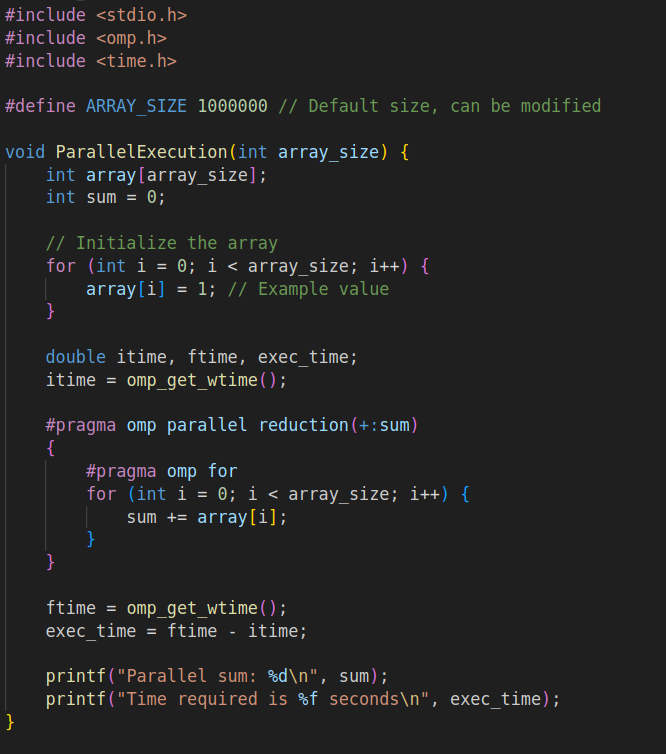 #include <stdio.h>
#include <omp.h>
#include <time.h>
#define ARRAY_SIZE 1000000 // Default size, can be modified
void ParallelExecution(int array_size) {
    int array[array_size];
    int sum = 0;
    // Initialize the array
    for (int i = 0; i < array_size; i++) {
        array[i] = 1; // Example value
    }
    double itime, ftime, exec_time;
    itime = omp_get_wtime();
    #pragma omp parallel reduction(+:sum)
    {
        #pragma omp for
        for (int i = 0; i < array_size; i++) {
            sum += array[i];
        }
    }
    ftime = omp_get_wtime();
    exec_time = ftime - itime;
    printf("Parallel sum: %d\n", sum);
    printf("Time required is %f seconds\n", exec_time);
}